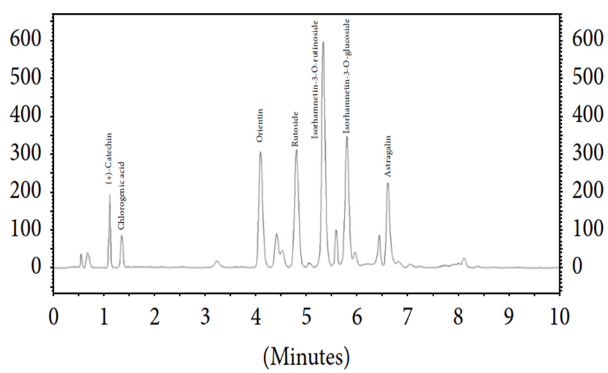 600
500
400
300
200
100
0
600
500
400
300
200
100
0
(+)-Catechin
Chlorogenic acid
Orientin
Rutoside
Isorhamnetin-3-O-rutinoside
Isorhamnetin-3-O-glucoside
Astragalin
0 1 2 3 4 5 6 7 8 9 10
(Minutes)